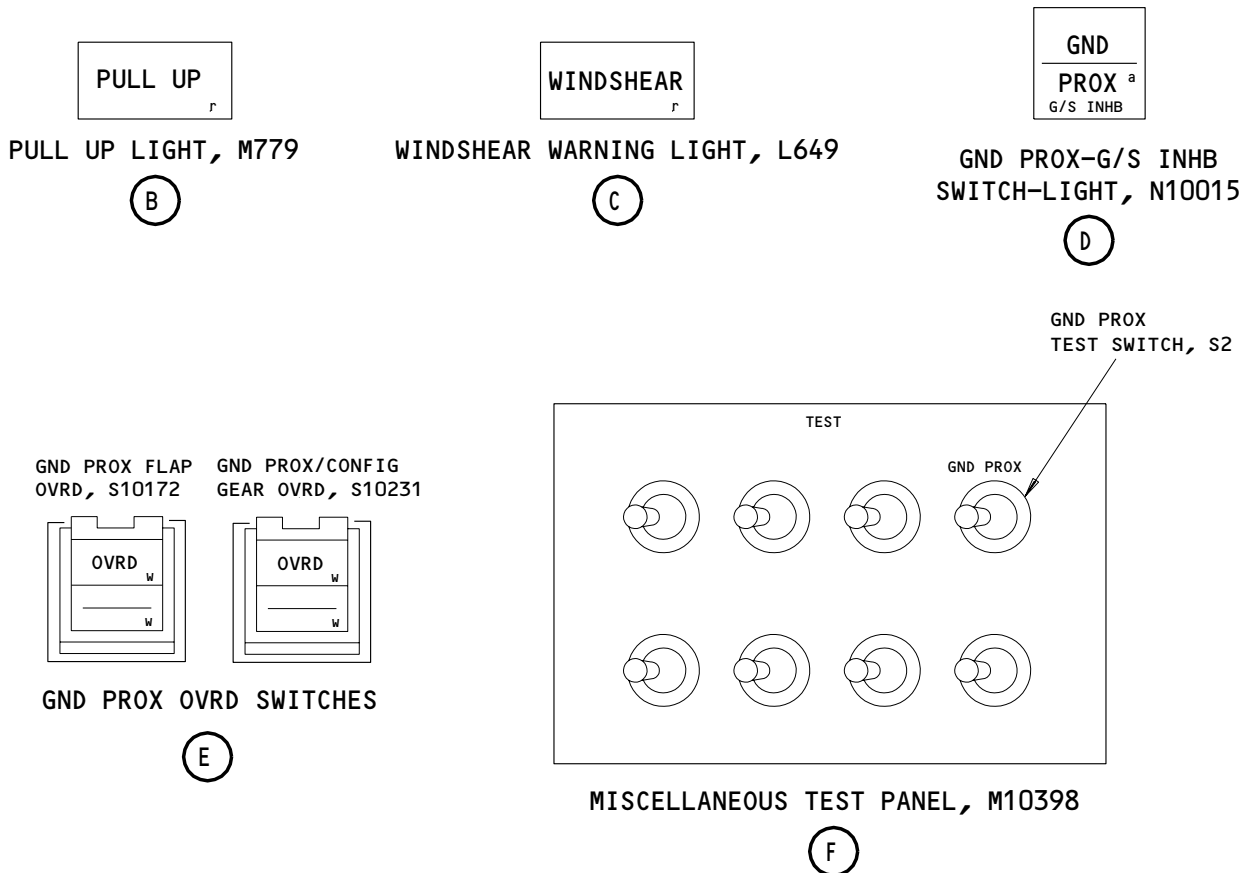 PULL UP
r
PULL UP LIGHT, M779
B
WINDSHEAR
r
WINDSHEAR WARNING LIGHT, L649
C
GND
PROX a
G/S INHB
GND PROX-G/S INHB
SWITCH-LIGHT, N10015
D
GND PROX
TEST SWITCH, S2
GND PROX FLAP
OVRD, S10172
GND PROX/CONFIG
GEAR OVRD, S10231
OVRD W
W
OVRD W
W
GND PROX OVRD SWITCHES
E
TEST
GND PROX
MISCELLANEOUS TEST PANEL, M10398
F